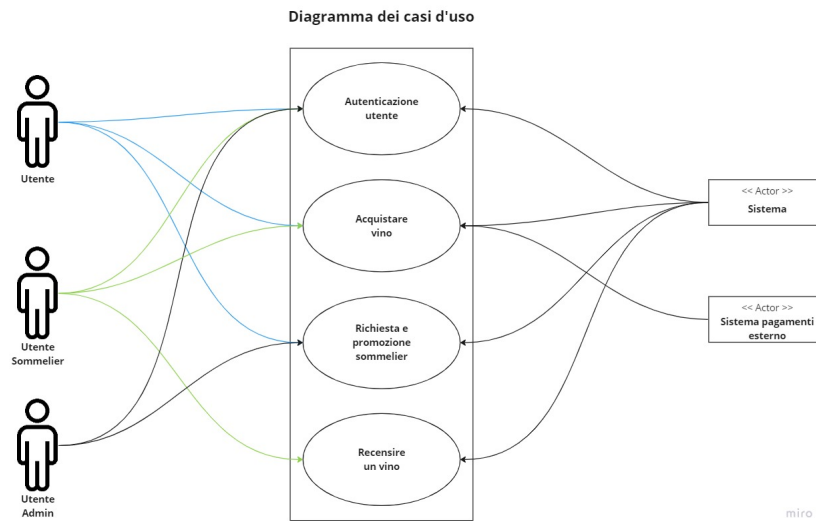 Diagramma dei casi d'uso
Utente
Utente
Sommelier
Utente
Admin
Autenticazione
utente
Acquistare
vino
Richiesta e
promozione
sommelier
Recensire
un vino
<< Actor >>
Sistema
<< Actor >>
Sistema pagamenti
esterno
miro